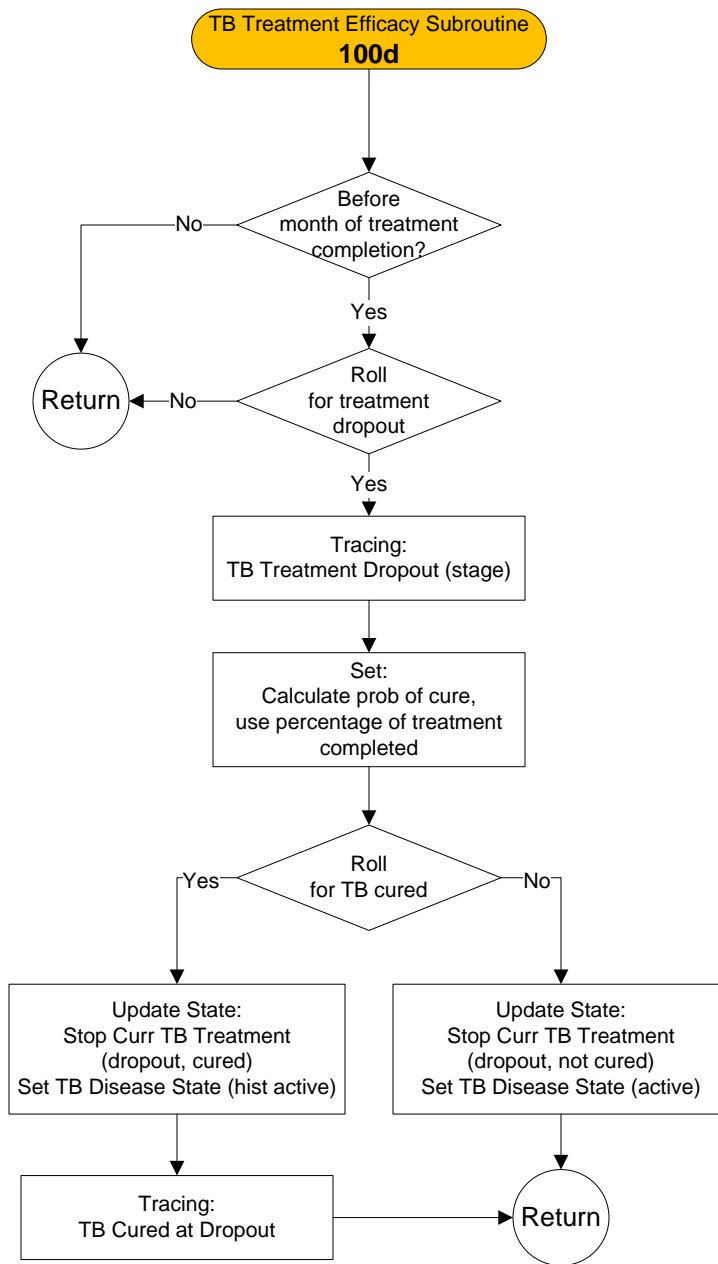 TB Treatment Efficacy Subroutine
100d
Before
month of treatment
completion?
No
Yes
Return
Roll
for treatment
dropout
No
Yes
Tracing:
TB Treatment Dropout (stage)
Set:
Calculate prob of cure,
use percentage of treatment
completed
Roll
for TB cured
Yes
No
Update State:
Stop Curr TB Treatment
(dropout, cured)
Set TB Disease State (hist active)
Update State:
Stop Curr TB Treatment
(dropout, not cured)
Set TB Disease State (active)
Tracing:
TB Cured at Dropout
Return